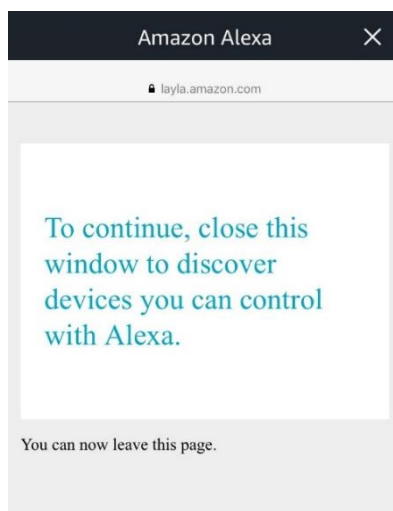 Amazon Alexa
layla.amazon.com
To continue, close this
window to discover
devices you can control
with Alexa.
You can now leave this page.